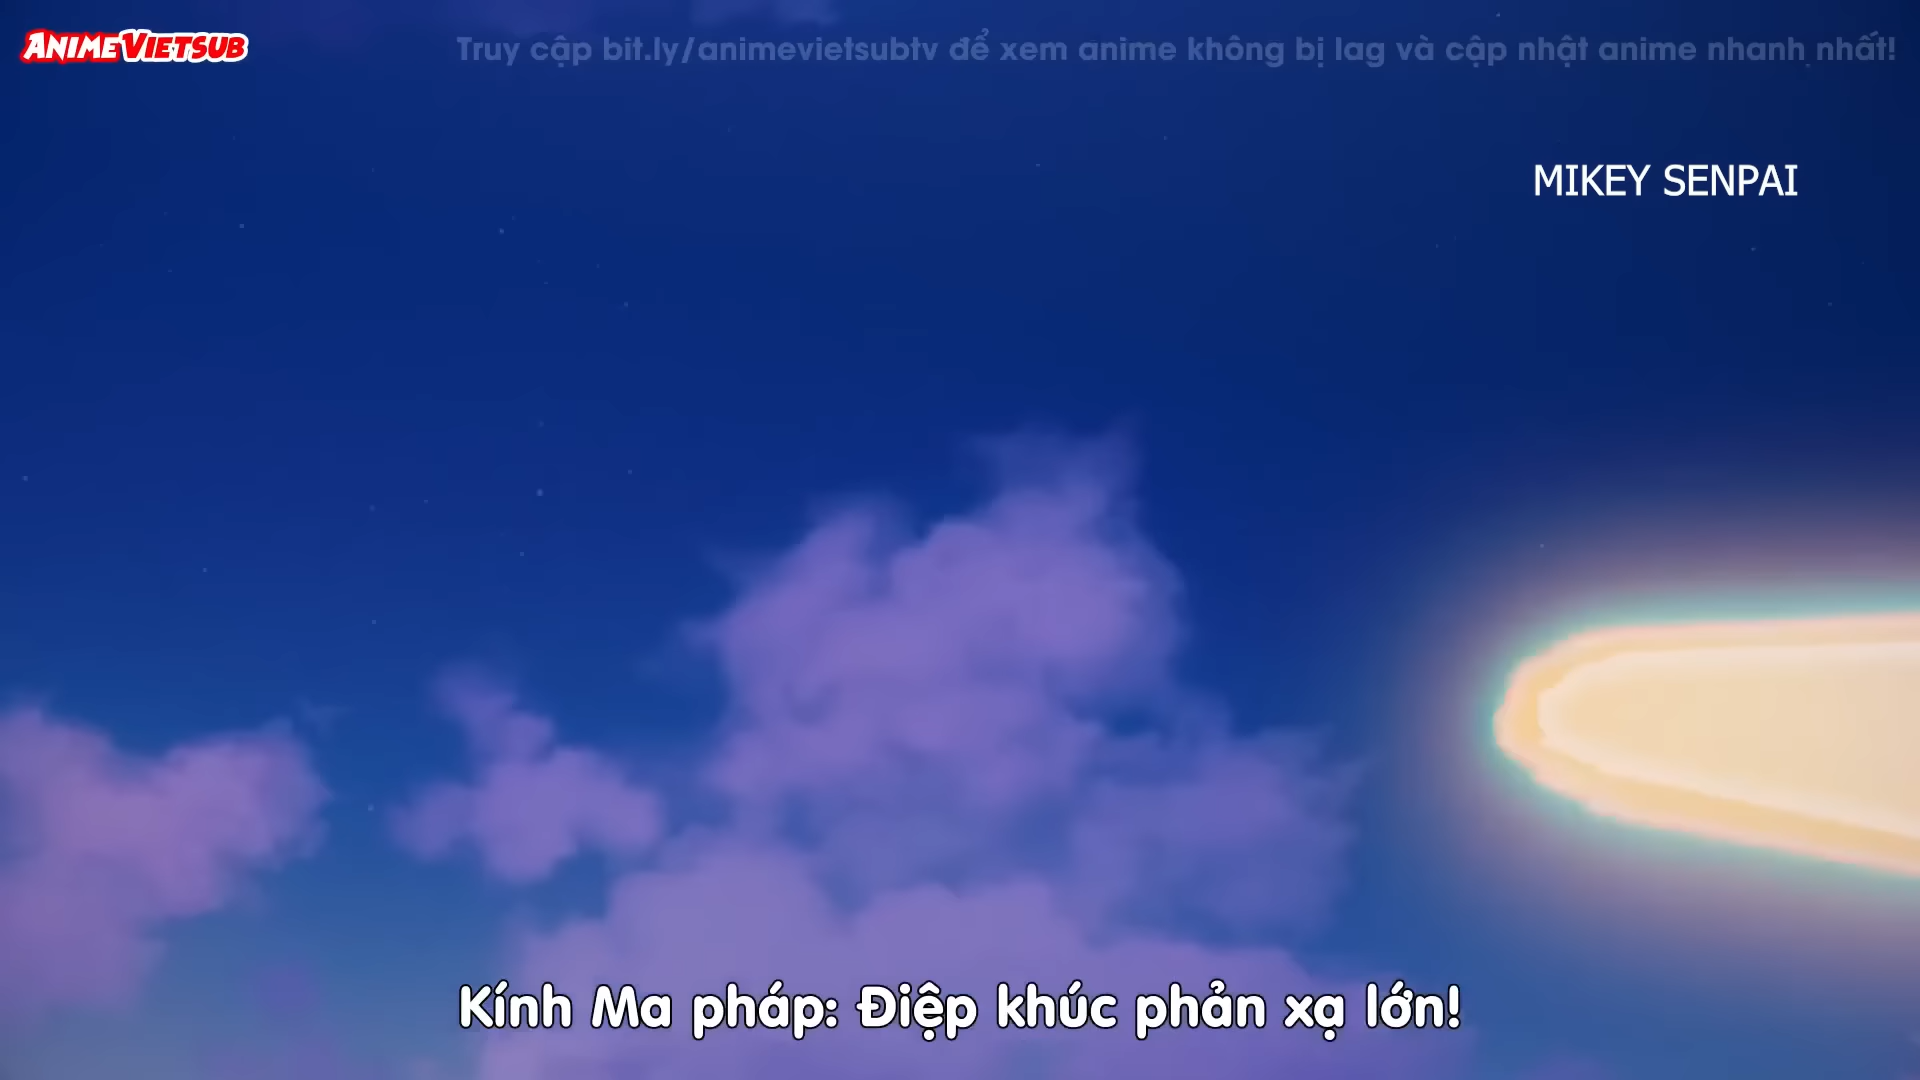 ANIMEVIETSUB
Truy cập bit.ly/animevietsubtv để xem anime không bị lag và cập nhật anime nhanh nhất!
MIKEY SENPAI
Kính Ma pháp: Điệp khúc phản xạ lớn!